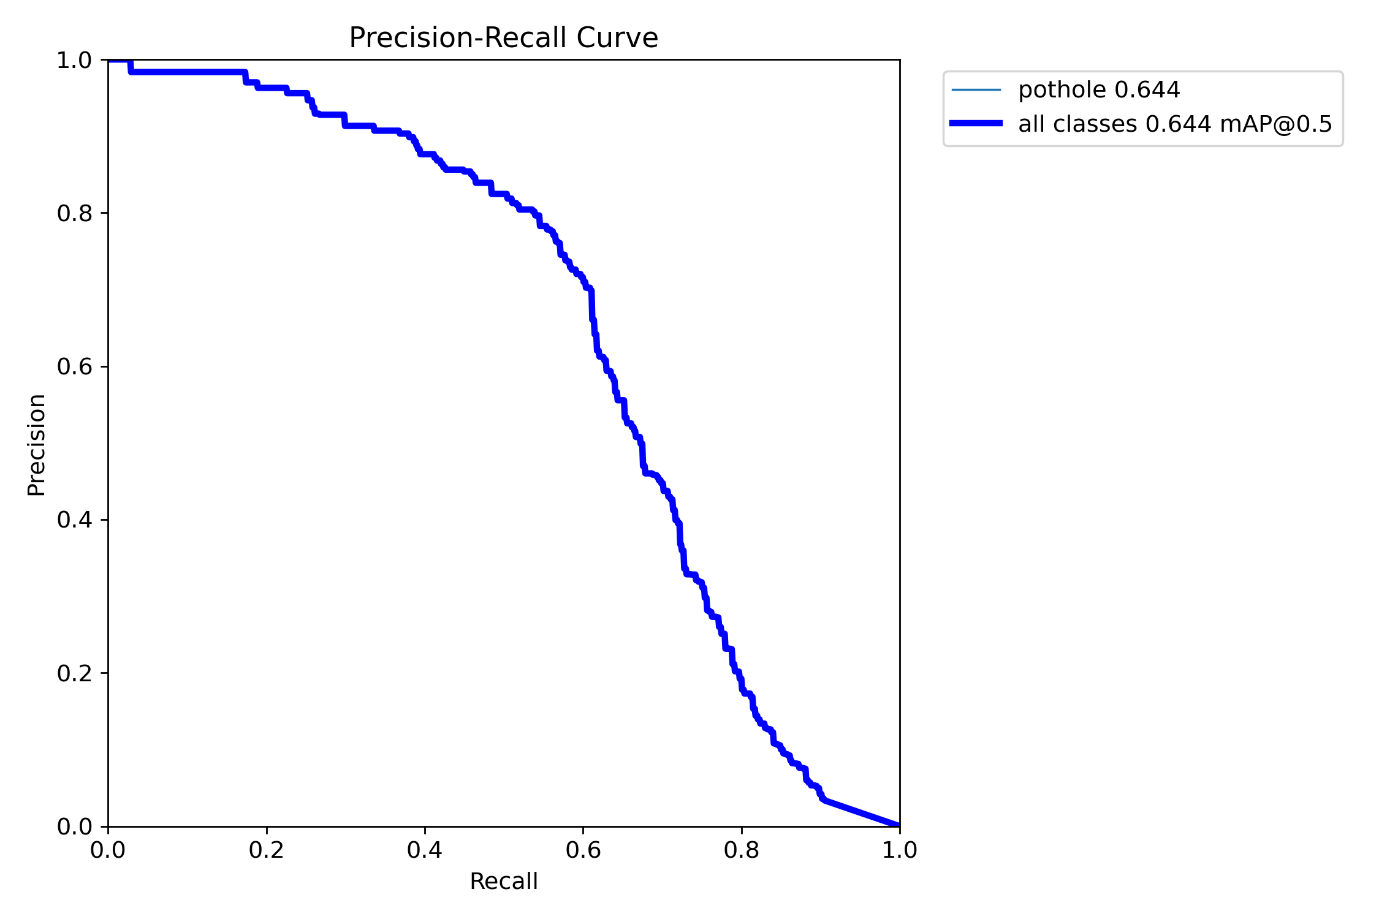 Precision-Recall Curve
pothole 0.644
all classes 0.644 mAP@0.5
1.0
0.8
0.6
0.4
0.2
0.0
Precision
0.0 0.2 0.4 0.6 0.8 1.0
Recall